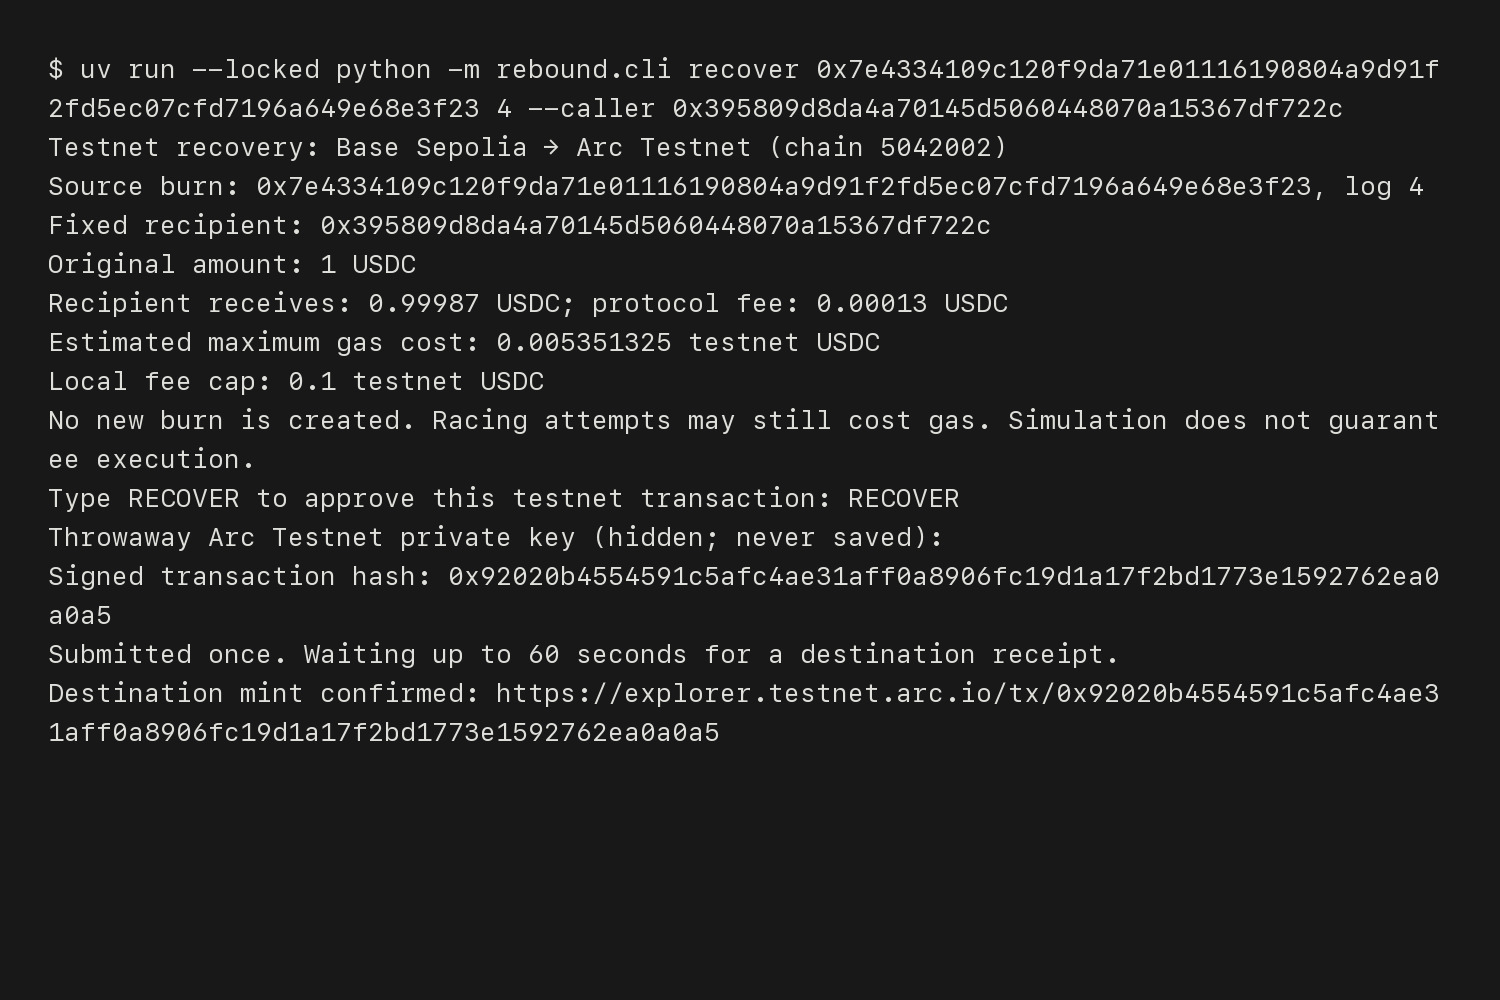 $ uv run --locked python -m rebound.cli recover 0x7e4334109c120f9da71e01116190804a9d91f
2fd5ec07cfd7196a649e68e3f23 4 --caller 0x395809d8da4a70145d5060448070a15367df722c
Testnet recovery: Base Sepolia → Arc Testnet (chain 5042002)
Source burn: 0x7e4334109c120f9da71e01116190804a9d91f2fd5ec07cfd7196a649e68e3f23, log 4
Fixed recipient: 0x395809d8da4a70145d5060448070a15367df722c
Original amount: 1 USDC
Recipient receives: 0.99987 USDC; protocol fee: 0.00013 USDC
Estimated maximum gas cost: 0.005351325 testnet USDC
Local fee cap: 0.1 testnet USDC
No new burn is created. Racing attempts may still cost gas. Simulation does not guarant
ee execution.
Type RECOVER to approve this testnet transaction: RECOVER
Throwaway Arc Testnet private key (hidden; never saved):
Signed transaction hash: 0x92020b4554591c5afc4ae31aff0a8906fc19d1a17f2bd1773e1592762ea0
a0a5
Submitted once. Waiting up to 60 seconds for a destination receipt.
Destination mint confirmed: https://explorer.testnet.arc.io/tx/0x92020b4554591c5afc4ae3
1aff0a8906fc19d1a17f2bd1773e1592762ea0a0a5